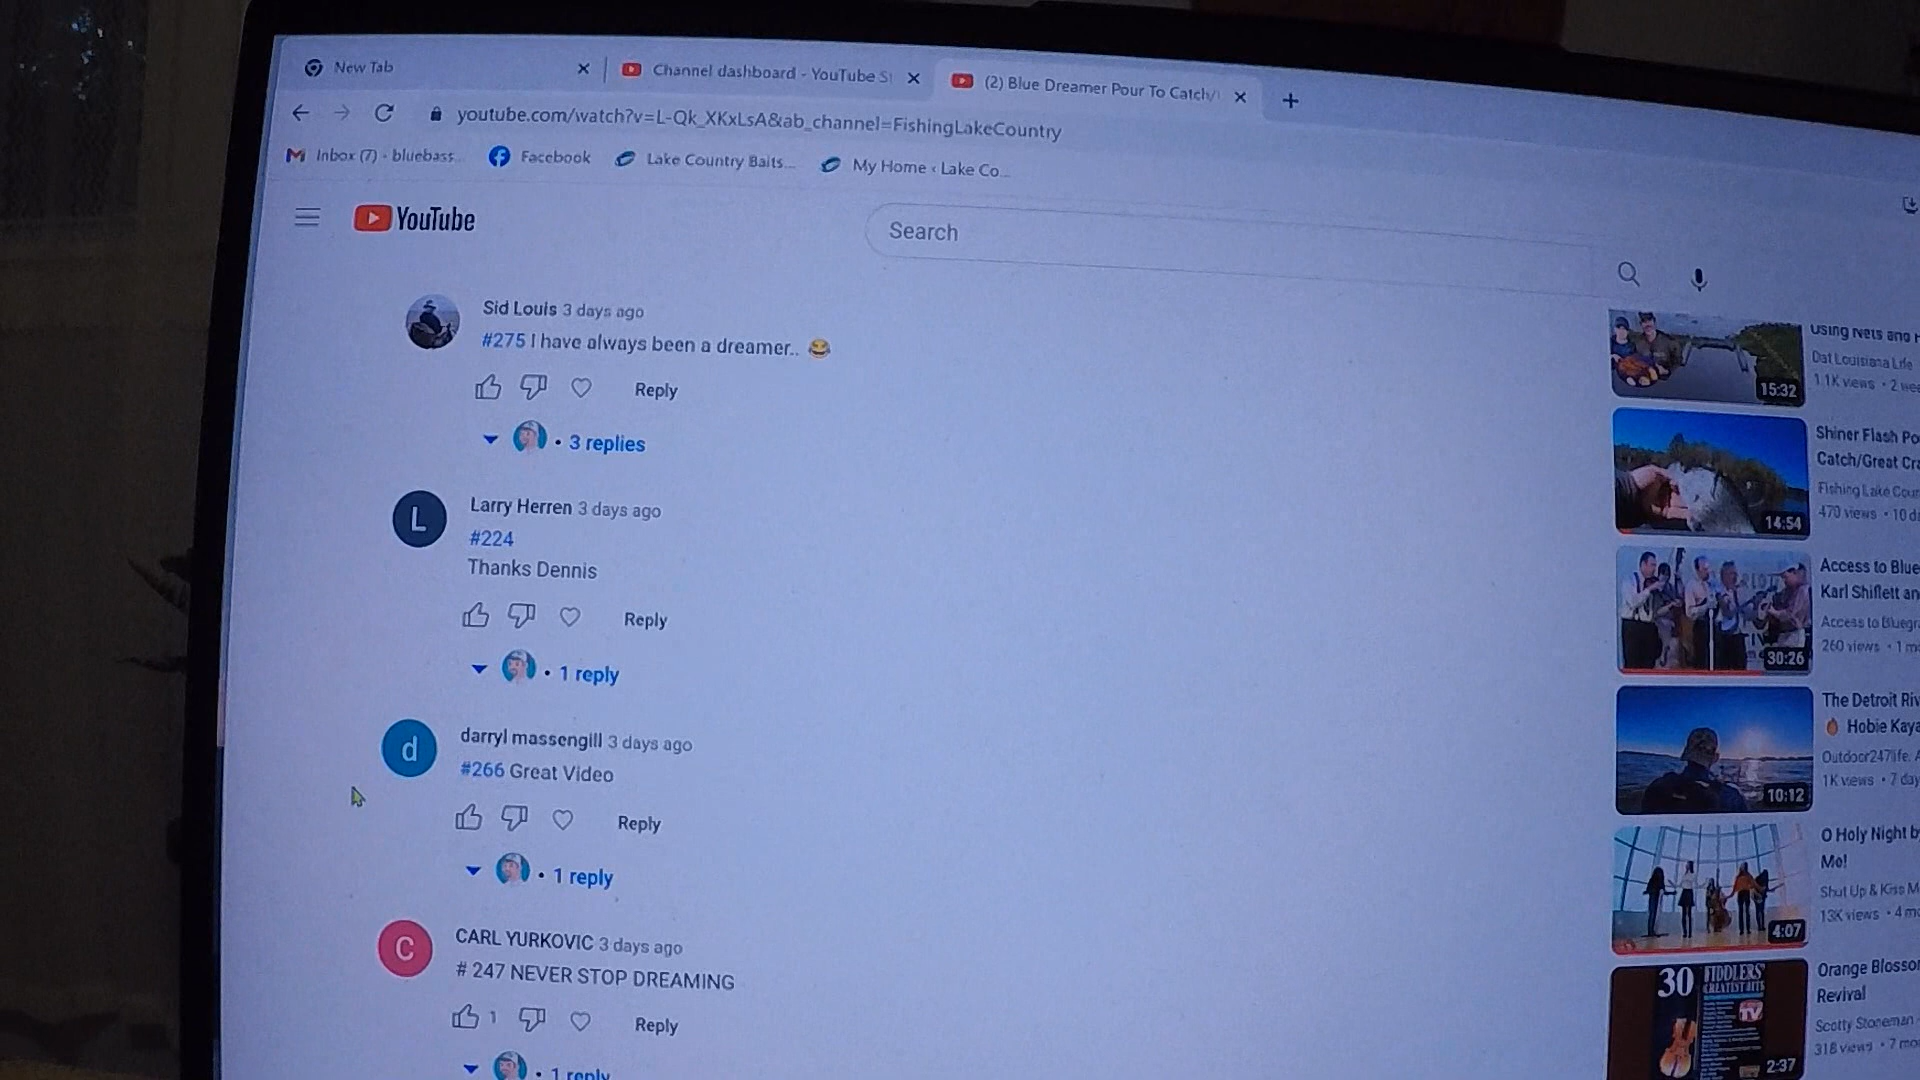 New Tab
Channel dashboard - YouTube St
(2) Blue Dreamer Pour To Catch/
youtube.com/watch?v=L-Qk_XKxLsA&ab_channel=FishingLakeCountry
Inbox (7) - bluebass...
Facebook
Lake Country Baits...
My Home ‹ Lake Co...
YouTube
Search
Sid Louis 3 days ago
#275 I have always been a dreamer.. 😂
Reply
• 3 replies
Larry Herren 3 days ago
#224
Thanks Dennis
Reply
• 1 reply
darryl massengill 3 days ago
#266 Great Video
Reply
• 1 reply
CARL YURKOVIC 3 days ago
# 247 NEVER STOP DREAMING
1
Reply
• 1 reply
Using Nets and
Dat Louisiana Life
1.1K views • 2 wee
15:32
Shiner Flash Po
Catch/Great Cra
Fishing Lake Coun
470 views • 10 d
14:54
Access to Blue
Karl Shiflett an
Access to Bluegr
260 views • 1 m
30:26
The Detroit Riv
🔥 Hobie Kaya
Outdoor247life. A
1K views • 7 day
10:12
O Holy Night b
Mo!
Shut Up & Kiss M
13K views • 4 mo
4:07
30 FIDDLERS'
GREATEST HITS
TV
Orange Blosso
Revival
Scotty Stoneman
318 views • 7 mo
2:37